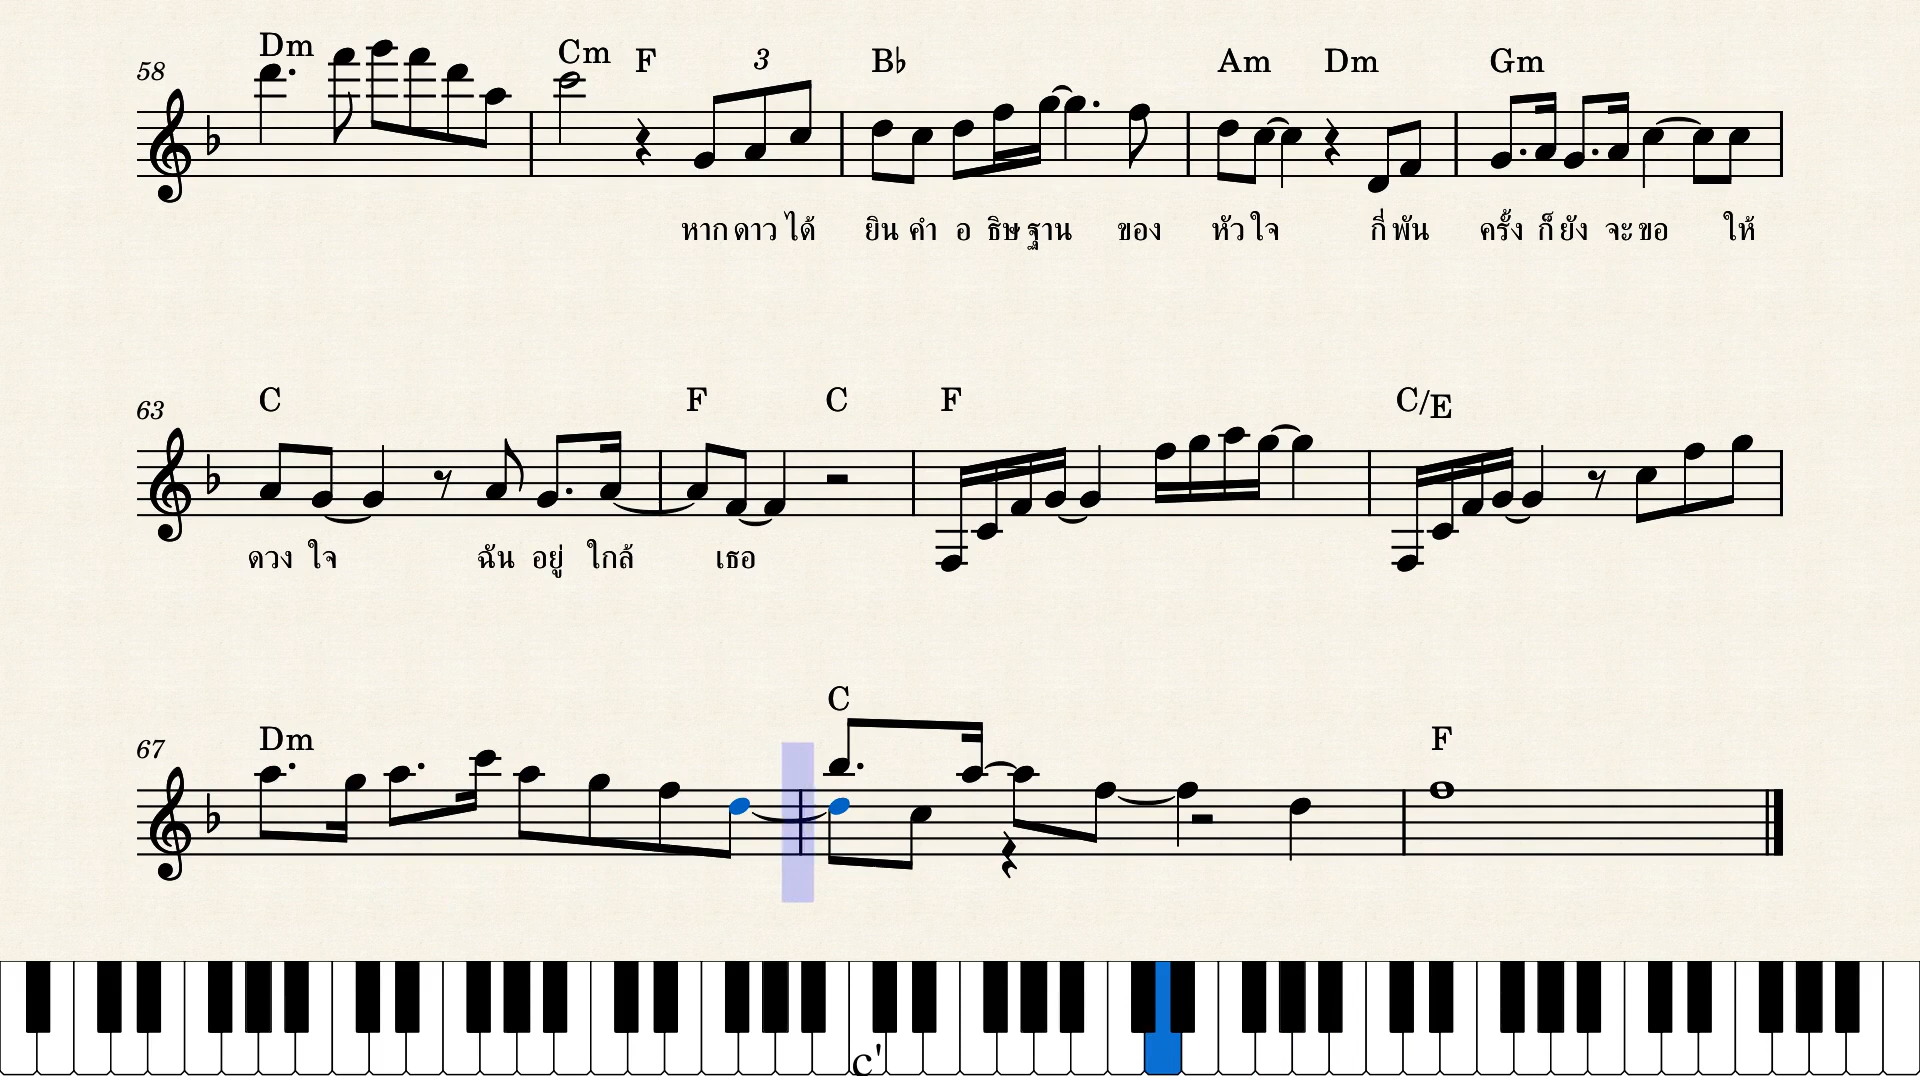 58 Dm Cm F 3 B♭ Am Dm Gm
หาก ดาว ได้ ยิน คำ อ ธิษ ฐาน ของ หัว ใจ กี่ พัน ครั้ง ก็ ยัง จะ ขอ ให้
63 C F C F C/E
ดวง ใจ ฉัน อยู่ ใกล้ เธอ
67 Dm C F
c'